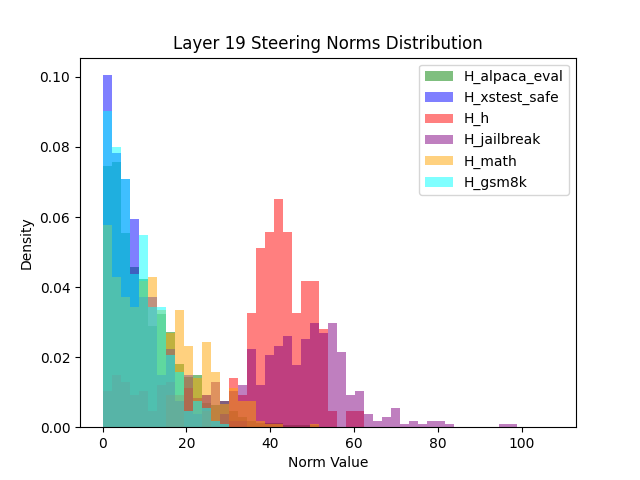 Layer 19 Steering Norms Distribution
H_alpaca_eval
H_xstest_safe
H_h
H_jailbreak
H_math
H_gsm8k
Density
0.10
0.08
0.06
0.04
0.02
0.00
0
20
40
60
80
100
Norm Value